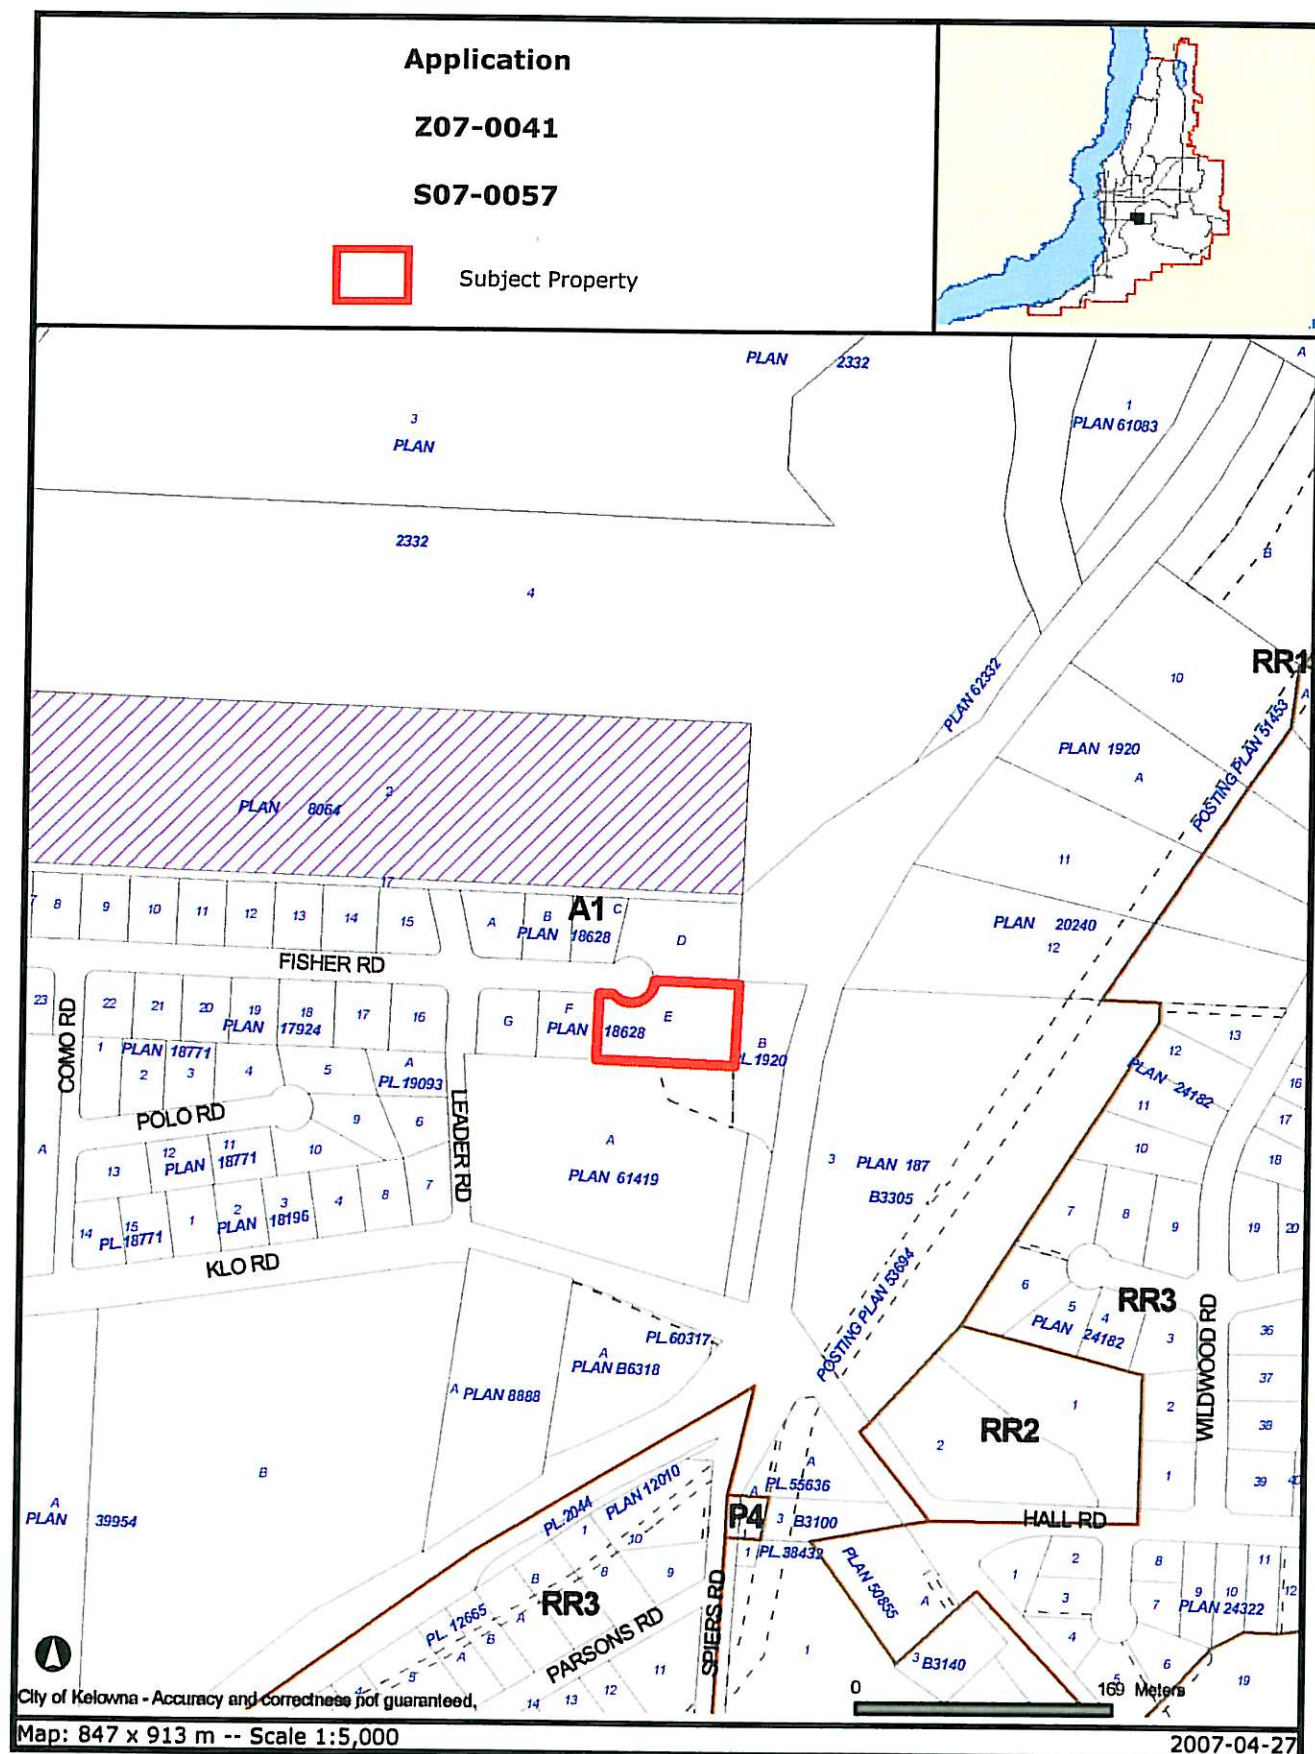 Application
Z07-0041
S07-0057
Subject Property
PLAN 2332
A
3
PLAN
1
PLAN 61083
2332
4
B
RR1
10
A
PLAN 62332
POSTING PLAN 51453
PLAN 1920
A
PLAN 8064
11
17
7 8 9 10 11 12 13 14 15
A B A1 C
PLAN 18628
D
PLAN 20240
12
FISHER RD
23 22 21 20 19 18 17 16
PLAN 17924
G F E
PLAN 18628
B
PL.1920
COMO RD
1 PLAN 18771
2 3 4 5
A
PL.19093
13
12
PLAN 24182
16
11
17
10
18
POLO RD
LEADER RD
9 6
A
13 12 11 10
PLAN 18771
A
PLAN 61419
3 PLAN 187
B3305
7 8 9 19 20
14 15 1 2 3 4 8 7
PL.18771
PLAN 18196
KLO RD
POSTING PLAN 53694
6 5 4 3
PLAN 24182
RR3
WILDWOOD RD
36
37
38
39 40
PL.60317
A
PLAN B6318
A PLAN 8888
1
2
RR2
2
1
B
A
PLAN 39954
PL.2044
PLAN 12010
1 10
A
PL.55636
A
P4
3 B3100
HALL RD
1 PL.38432
B 8 9
RR3
PL.12665
A
B
A
5
4
PARSONS RD
SPIERS RD
11
12
13
14
1
PLAN 50855
A
3 B3140
1 2 8 11
3 7 9 10 12
PLAN 24322
4
5 6 19
City of Kelowna - Accuracy and correctness not guaranteed.
0 169 Meters
Map: 847 x 913 m -- Scale 1:5,000
2007-04-27